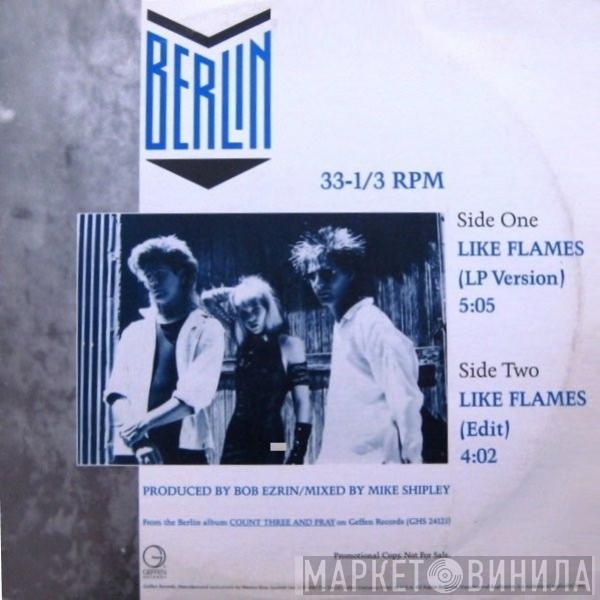 BERLIN
33-1/3 RPM
Side One
LIKE FLAMES
(LP Version)
5:05
Side Two
LIKE FLAMES
(Edit)
4:02
PRODUCED BY BOB EZRIN/MIXED BY MIKE SHIPLEY
From the Berlin album COUNT THREE AND PRAY on Geffen Records (GHS 24121)
Promotional Copy. Not For Sale.
GEFFEN
МАРКЕТ ВИНИЛА